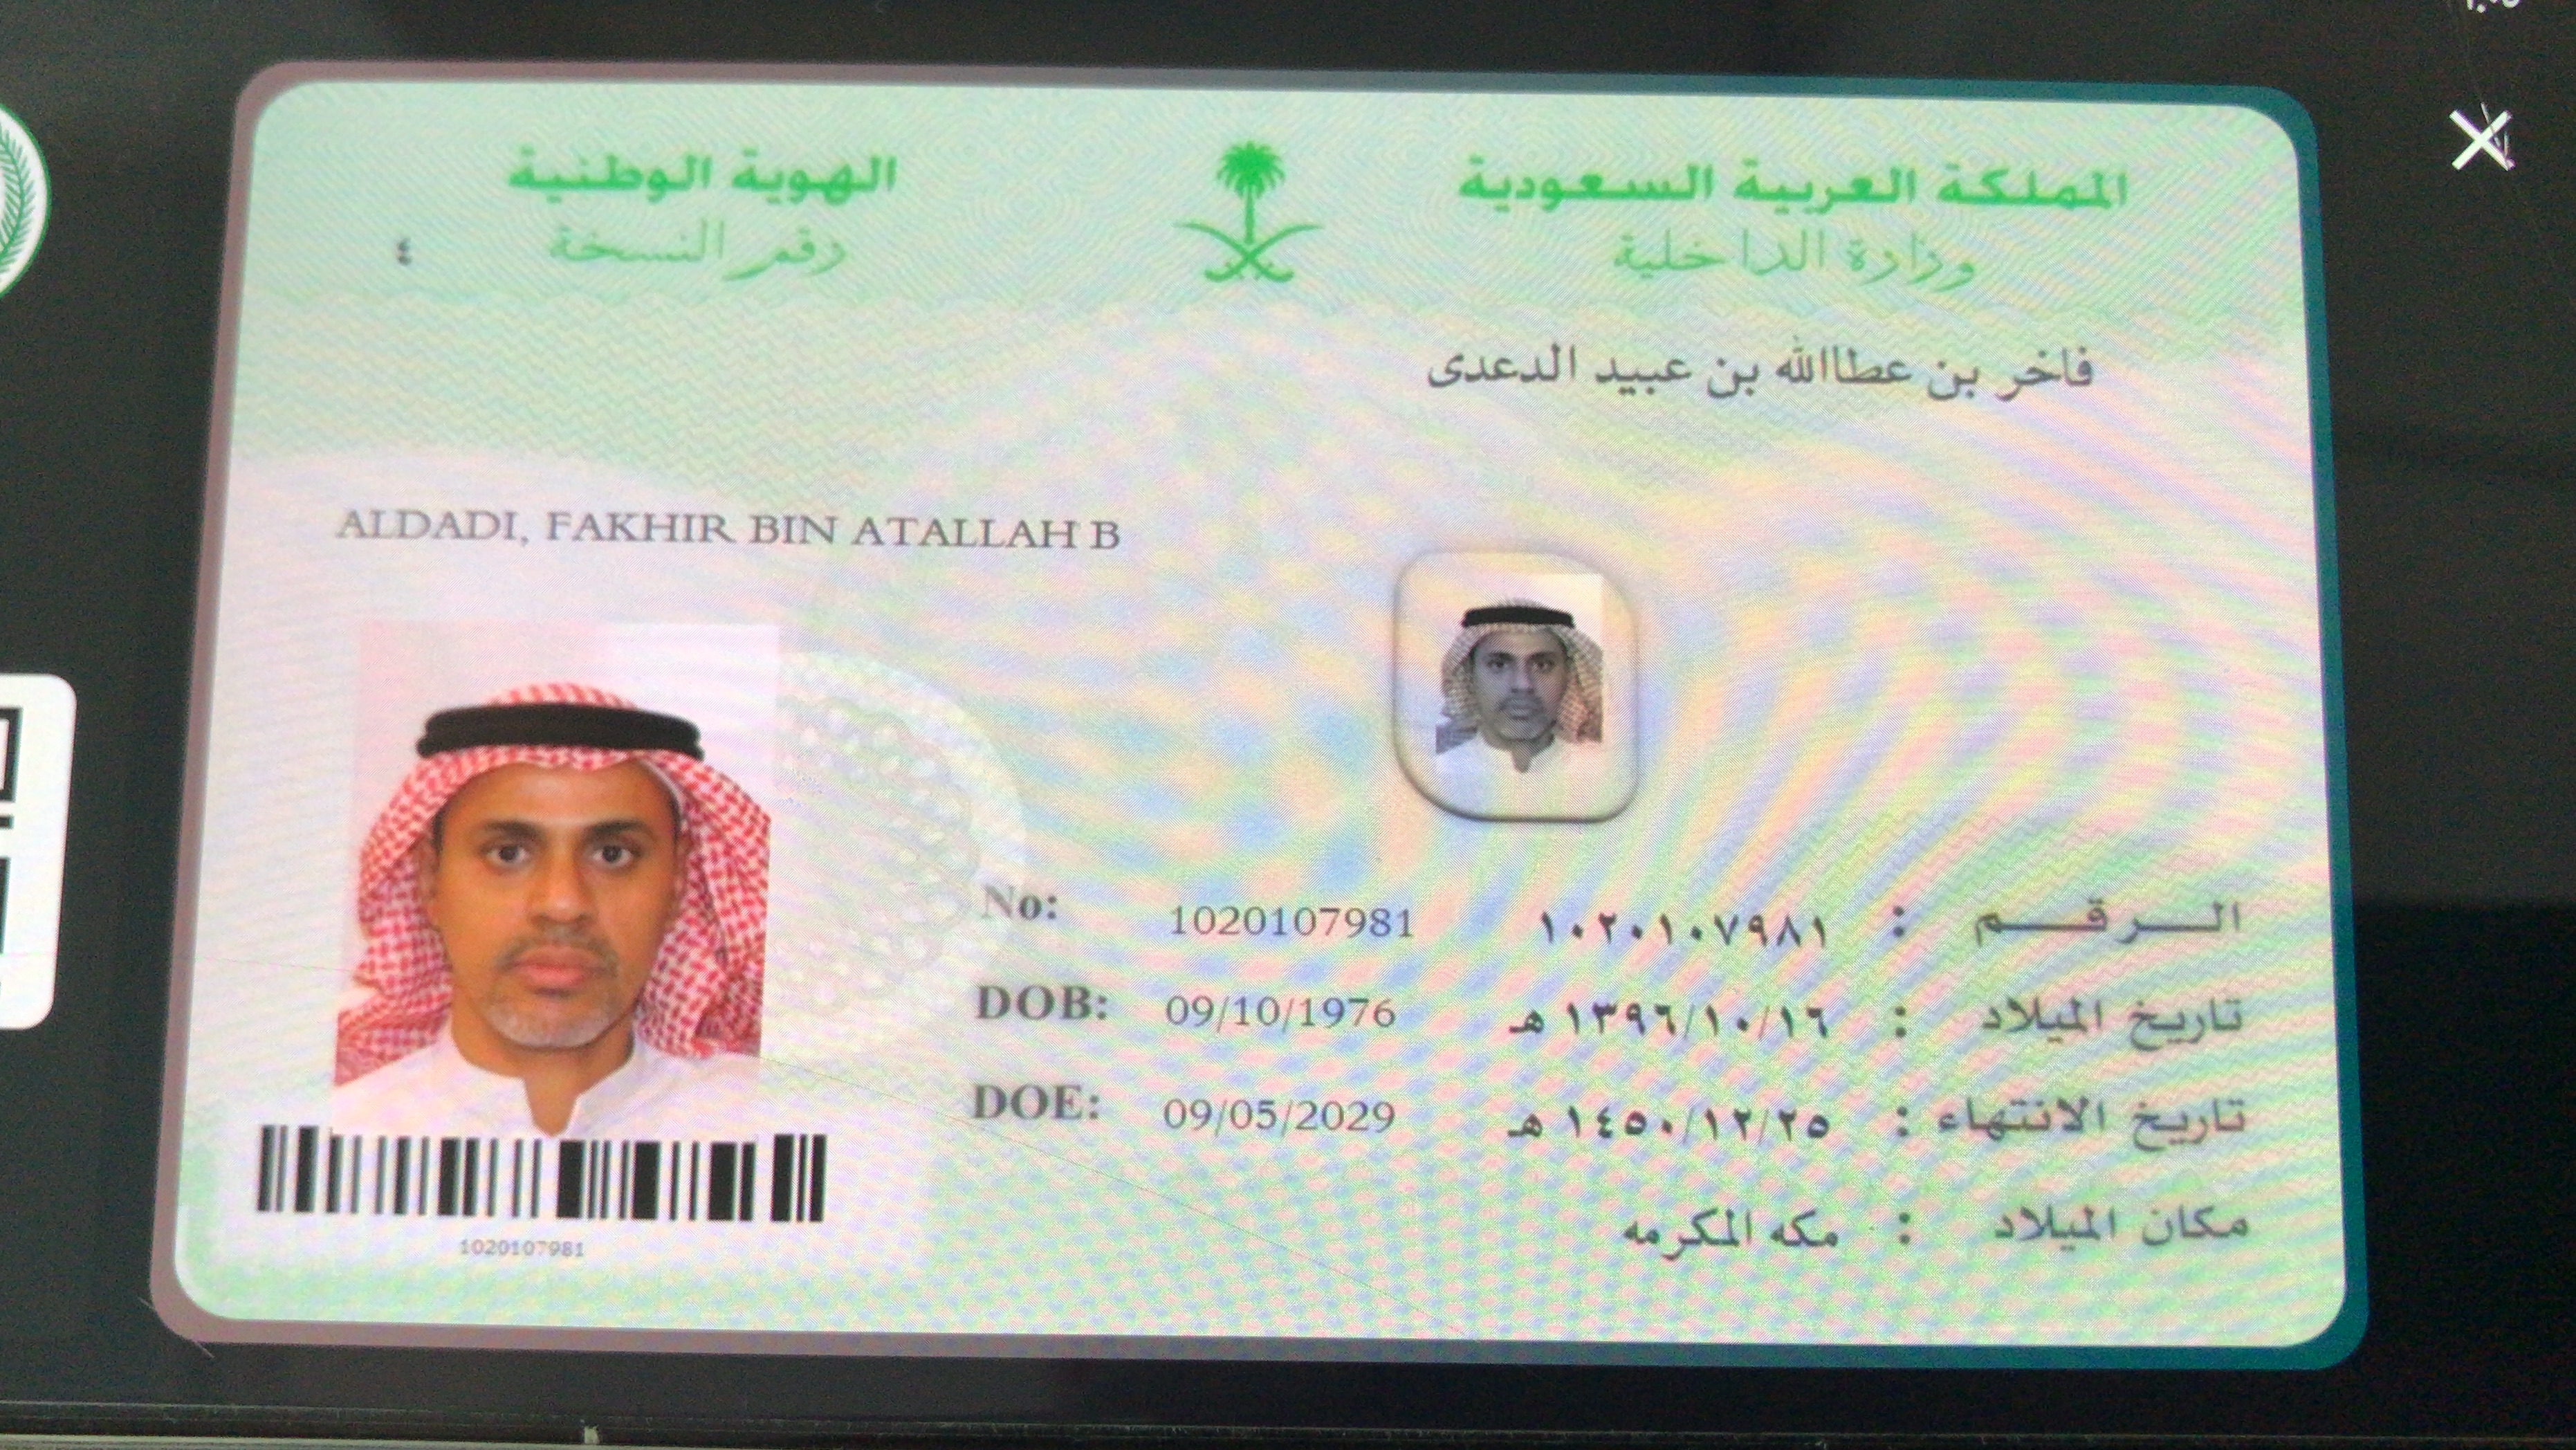 المملكة العربية السعودية
وزارة الداخلية
الهوية الوطنية
رقم النسخة ٤
فاخر بن عطاالله بن عبيد الدعدى
ALDADI, FAKHIR BIN ATALLAH B
No: 1020107981 ١٠٢٠١٠٧٩٨١ : الـــرقـــم
DOB: 09/10/1976 ١٣٩٦/١٠/١٦ هـ : تاريخ الميلاد
DOE: 09/05/2029 ١٤٥٠/١٢/٢٥ هـ : تاريخ الانتهاء
مكان الميلاد : مكه المكرمه
1020107981